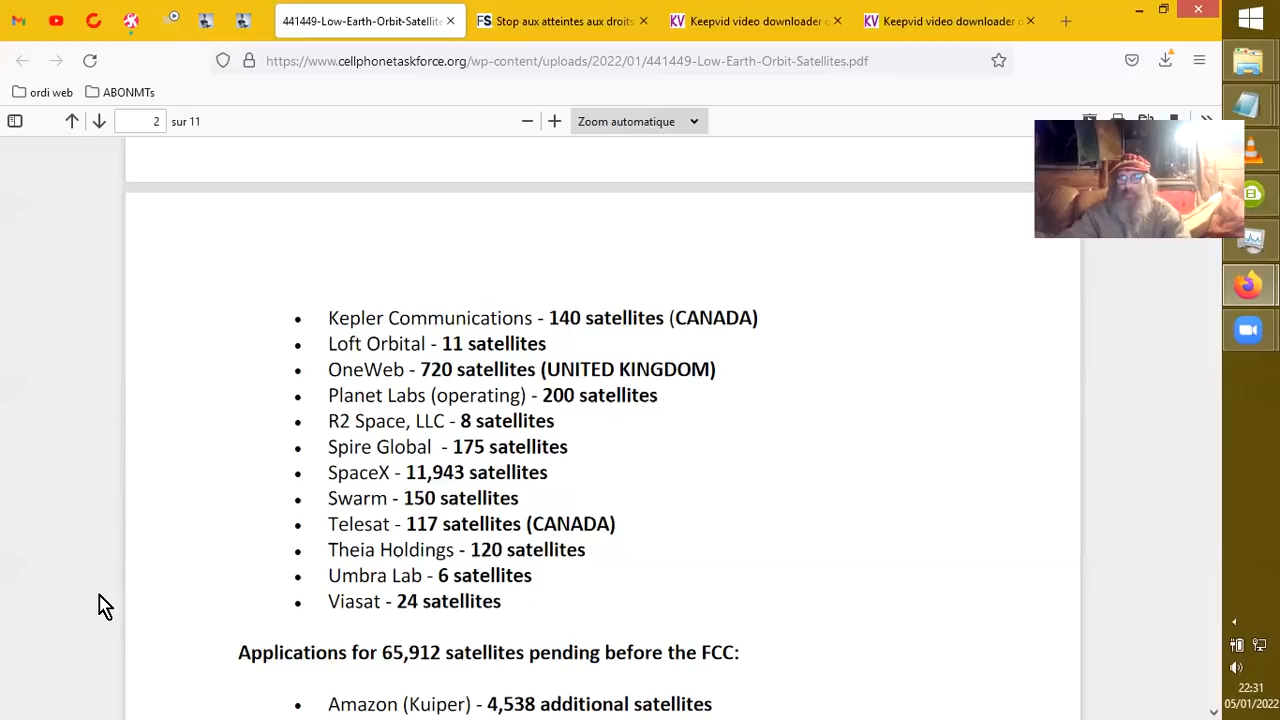 441449-Low-Earth-Orbit-Satellite
Stop aux atteintes aux droits
Keepvid video downloader o
Keepvid video downloader o
https://www.cellphonetaskforce.org/wp-content/uploads/2022/01/441449-Low-Earth-Orbit-Satellites.pdf
ordi web
ABONMTs
2 sur 11
Zoom automatique
• Kepler Communications - 140 satellites (CANADA)
• Loft Orbital - 11 satellites
• OneWeb - 720 satellites (UNITED KINGDOM)
• Planet Labs (operating) - 200 satellites
• R2 Space, LLC - 8 satellites
• Spire Global - 175 satellites
• SpaceX - 11,943 satellites
• Swarm - 150 satellites
• Telesat - 117 satellites (CANADA)
• Theia Holdings - 120 satellites
• Umbra Lab - 6 satellites
• Viasat - 24 satellites
Applications for 65,912 satellites pending before the FCC:
• Amazon (Kuiper) - 4,538 additional satellites
22:31
05/01/2022